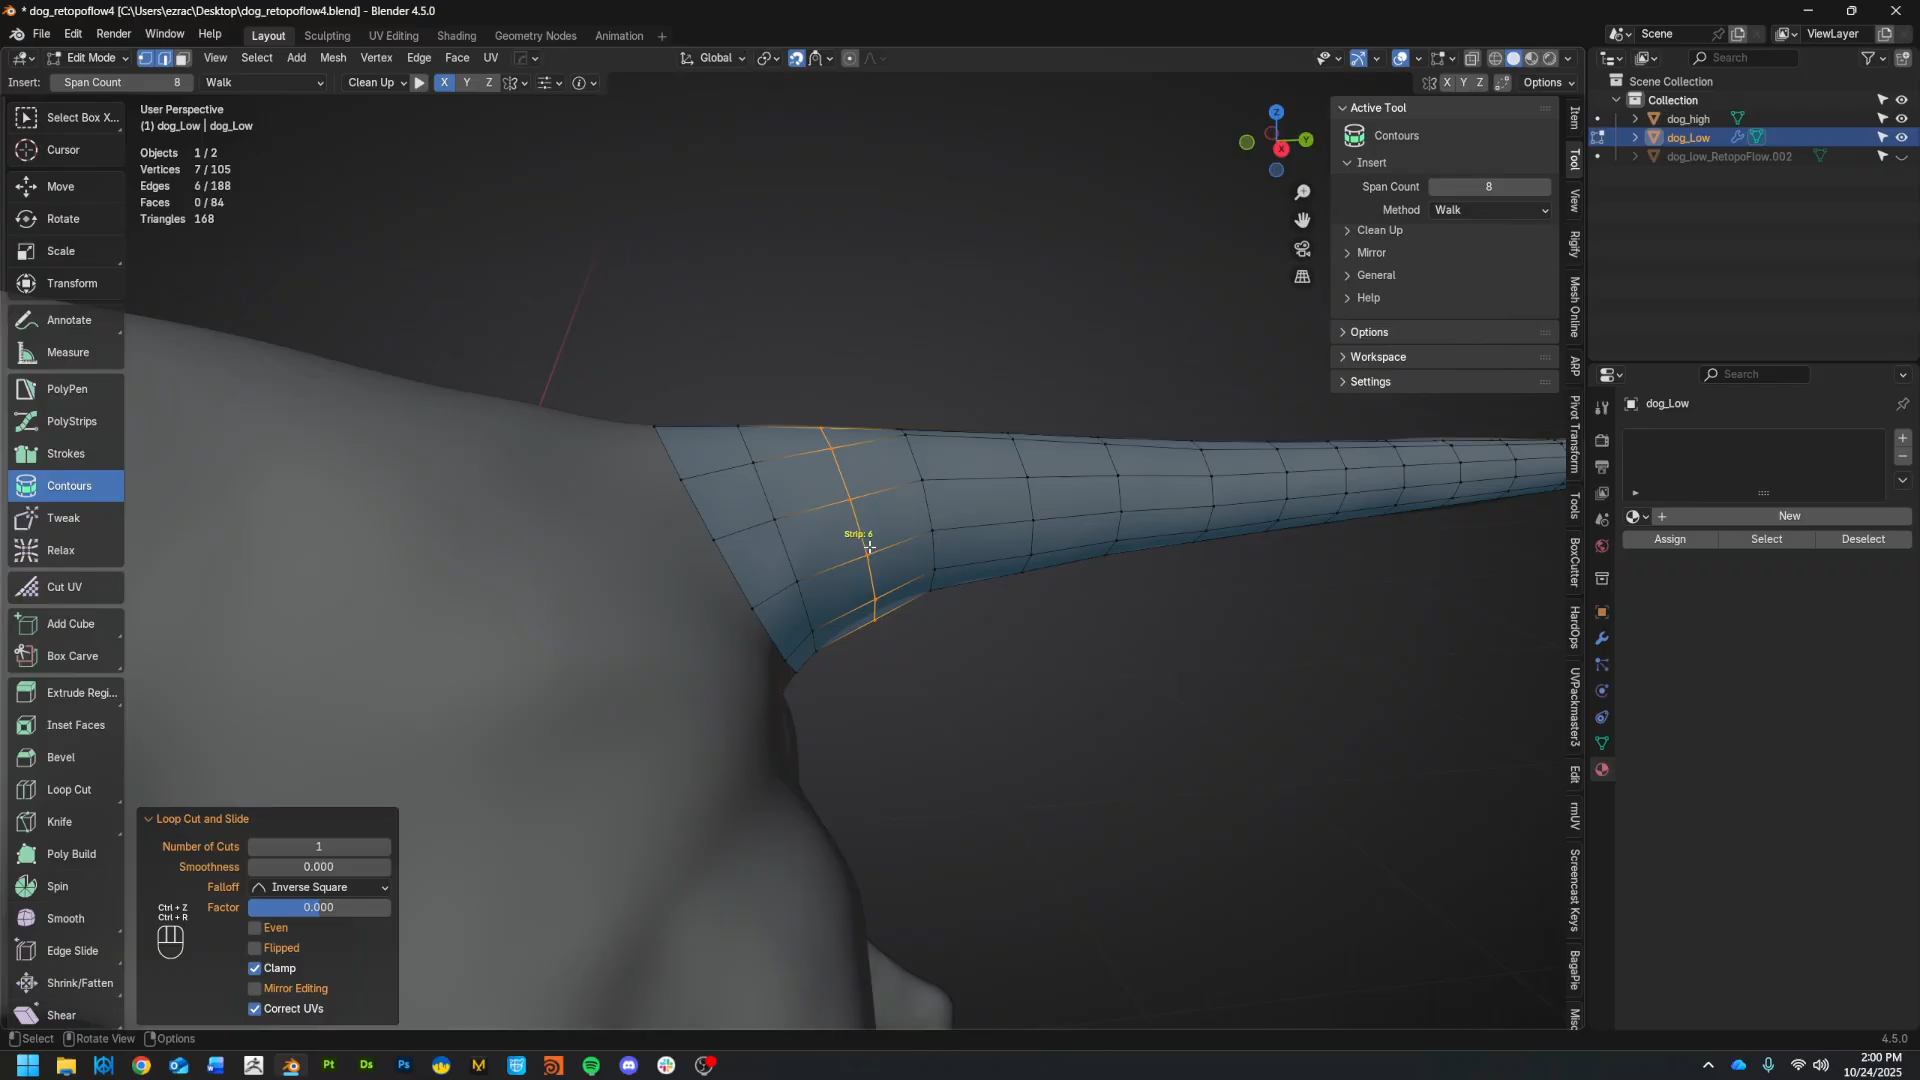 * dog_retopoflow4 [C:\Users\ezrac\Desktop\dog_retopoflow4.blend] - Blender 4.5.0
File Edit Render Window Help Layout Sculpting UV Editing Shading Geometry Nodes Animation + Scene ViewLayer
Edit Mode View Select Add Mesh Vertex Edge Face UV Global Search
Insert: Span Count 8 Walk Clean Up X Y Z X Y Z Options
Scene Collection
Collection
dog_high
dog_Low
dog_low_RetopoFlow.002
Select Box X...
Cursor
Move
Rotate
Scale
Transform
Annotate
Measure
PolyPen
PolyStrips
Strokes
Contours
Tweak
Relax
Cut UV
Add Cube
Box Carve
Extrude Regi...
Inset Faces
Bevel
Loop Cut
Knife
Poly Build
Spin
Smooth
Edge Slide
Shrink/Fatten
Shear
User Perspective
(1) dog_Low | dog_Low
Objects 1 / 2
Vertices 7 / 105
Edges 6 / 188
Faces 0 / 84
Triangles 168
Z
Y
X
Strip: 6
Active Tool
Contours
Insert
Span Count 8
Method Walk
Clean Up
Mirror
General
Help
Options
Workspace
Settings
Item
Tool
View
Rigify
Mesh Online
ARP
Pivot Transform
Tools
BoxCutter
HardOps
UVPackmaster3
Edit
rmUV
Screencast Keys
BagaPie
Misc
Search
dog_Low
New
Assign Select Deselect
Loop Cut and Slide
Number of Cuts 1
Smoothness 0.000
Falloff Inverse Square
Factor 0.000
Even
Flipped
Clamp
Mirror Editing
Correct UVs
Ctrl + Z
Ctrl + R
Select Rotate View Options 4.5.0
Pt Ds Ps M
2:00 PM
10/24/2025